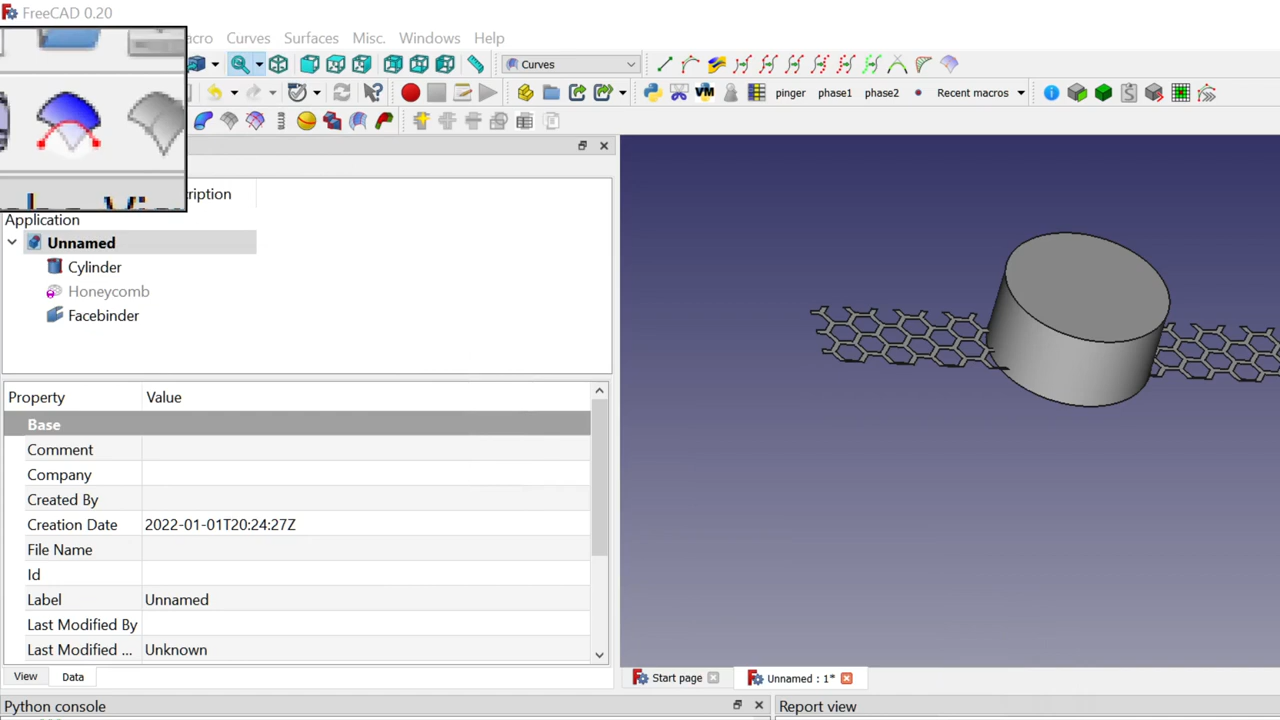 FreeCAD 0.20
Curves Surfaces Misc. Windows Help
Curves
VM pinger phase1 phase2 Recent macros
Application
Unnamed
Cylinder
Honeycomb
Facebinder
Property Value
Base
Comment
Company
Created By
Creation Date 2022-01-01T20:24:27Z
File Name
Id
Label Unnamed
Last Modified By
Last Modified ... Unknown
View Data
Start page Unnamed : 1*
Python console Report view